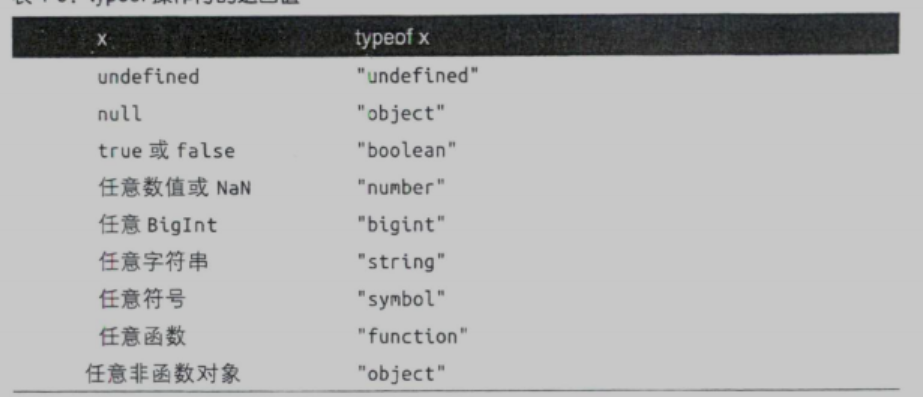 x typeof x
undefined "undefined"
null "object"
true 或 false "boolean"
任意数值或 NaN "number"
任意 BigInt "bigint"
任意字符串 "string"
任意符号 "symbol"
任意函数 "function"
任意非函数对象 "object"